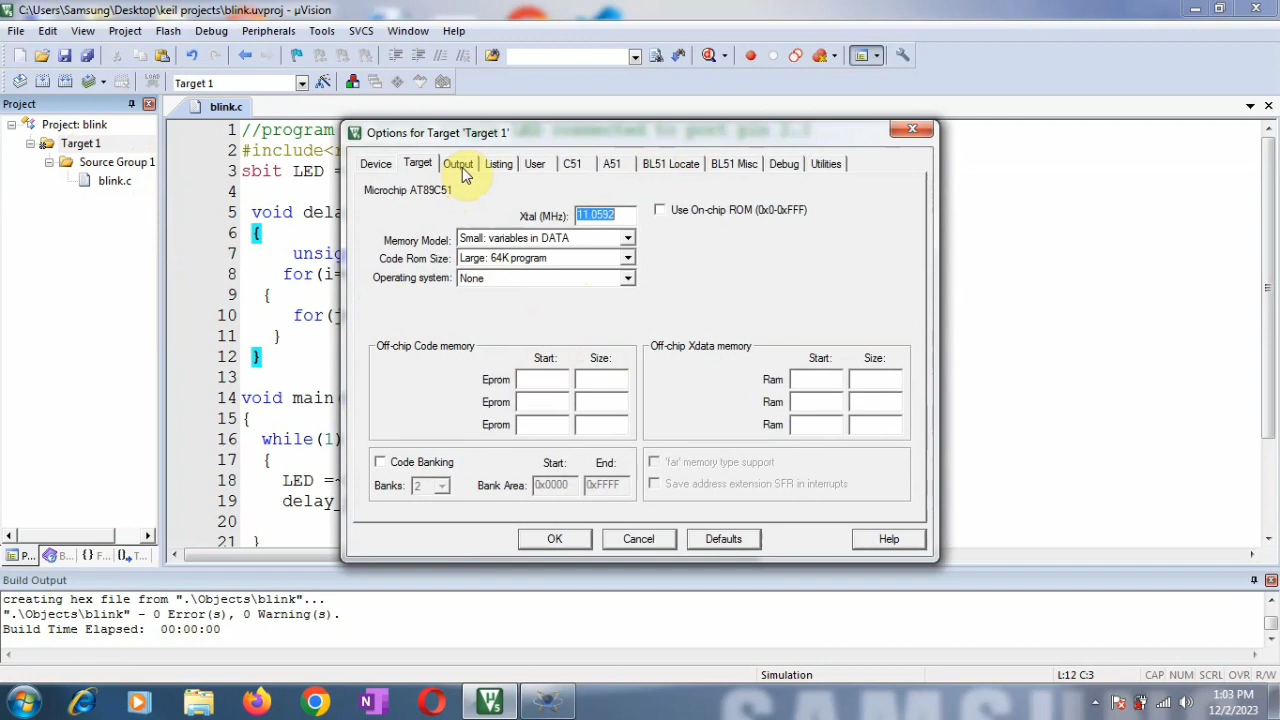 C:\Users\Samsung\Desktop\keil projects\blink.uvproj - µVision
File Edit View Project Flash Debug Peripherals Tools SVCS Window Help
Target 1
Project
blink.c
Project: blink
Target 1
Source Group 1
blink.c
1 //program
2 #include<r
3 sbit LED =
4
5 void dela
6 {
7 unsig
8 for(i=
9 {
10 for(j
11 }
12 }
13
14 void main
15 {
16 while(1)
17 {
18 LED =~
19 delay_
20
21 }
Options for Target 'Target 1'
Device Target Output Listing User C51 A51 BL51 Locate BL51 Misc Debug Utilities
Microchip AT89C51
Xtal (MHz): 11.0592
Use On-chip ROM (0x0-0xFFF)
Memory Model: Small: variables in DATA
Code Rom Size: Large: 64K program
Operating system: None
Off-chip Code memory
Start: Size:
Eprom
Eprom
Eprom
Off-chip Xdata memory
Start: Size:
Ram
Ram
Ram
Code Banking Start: End:
Banks: 2 Bank Area: 0x0000 0xFFFF
'far' memory type support
Save address extension SFR in interrupts
OK Cancel Defaults Help
P... B... {} F... T...
Build Output
creating hex file from ".\Objects\blink"...
".\Objects\blink" - 0 Error(s), 0 Warning(s).
Build Time Elapsed: 00:00:00
Simulation L:12 C:3 CAP NUM SCRL OVR R/W
1:03 PM
12/2/2023